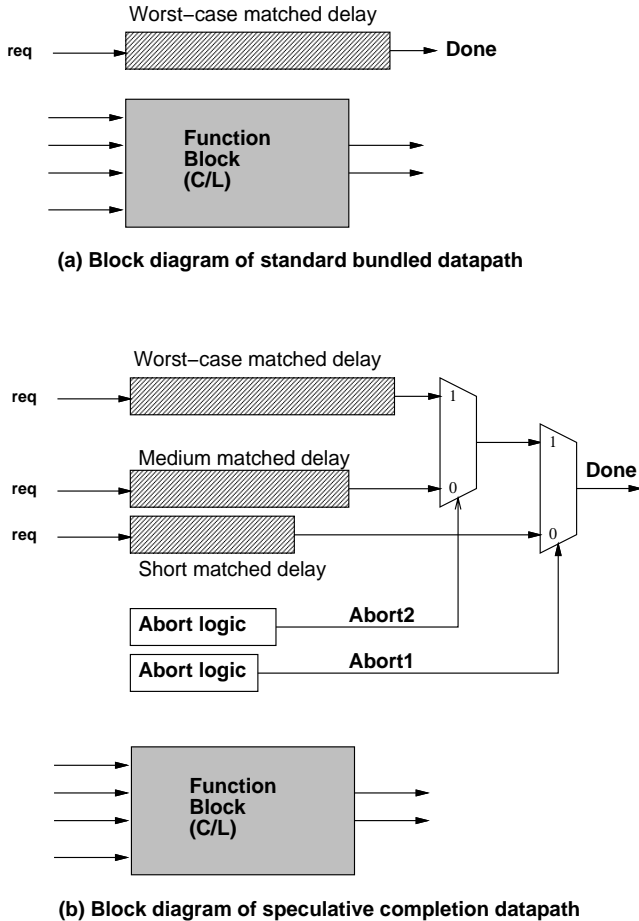 Worst−case matched delay
req
Done
Function
Block
(C/L)
(a) Block diagram of standard bundled datapath
Worst−case matched delay
req
1
1
Medium matched delay
Done
req
0
req
0
Short matched delay
Abort logic
Abort2
Abort logic
Abort1
Function
Block
(C/L)
(b) Block diagram of speculative completion datapath